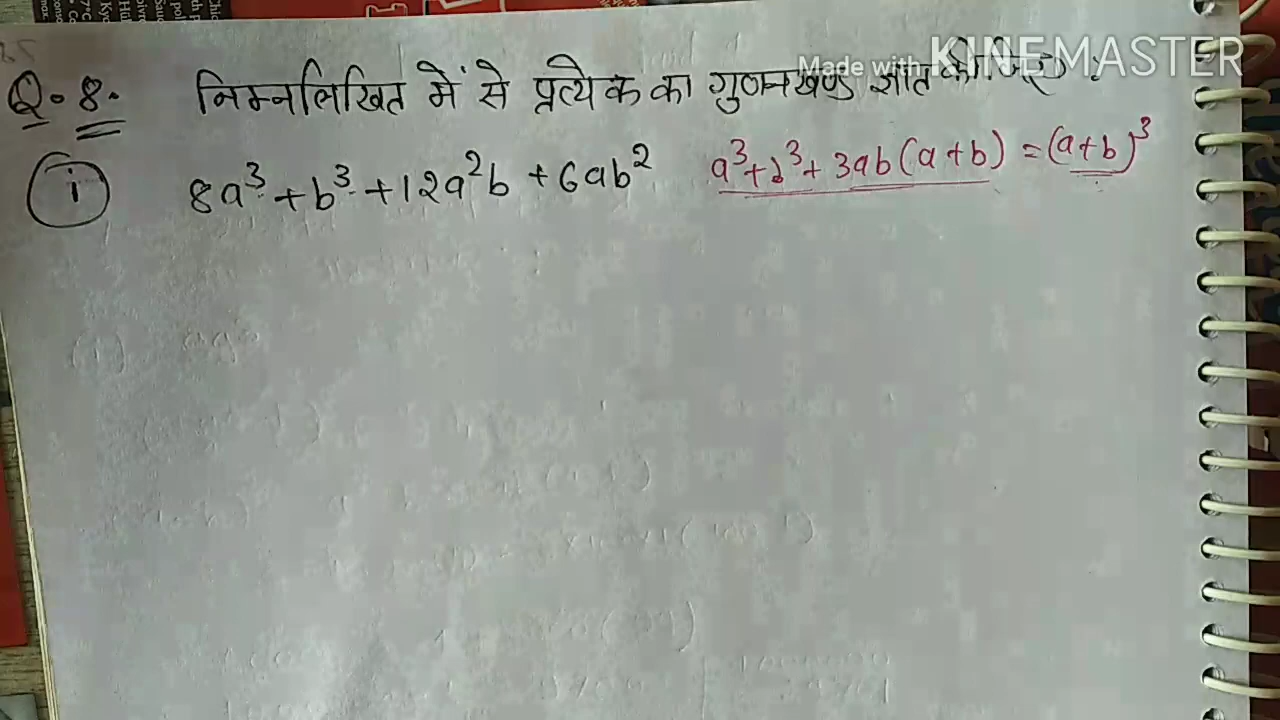 Q. 8. निम्नलिखित में से प्रत्येक का गुणनखण्ड ज्ञात कीजिए :
Made with KINEMASTER
i 8a³ + b³ + 12a²b + 6ab² a³ + b³ + 3ab (a + b) = (a + b)³